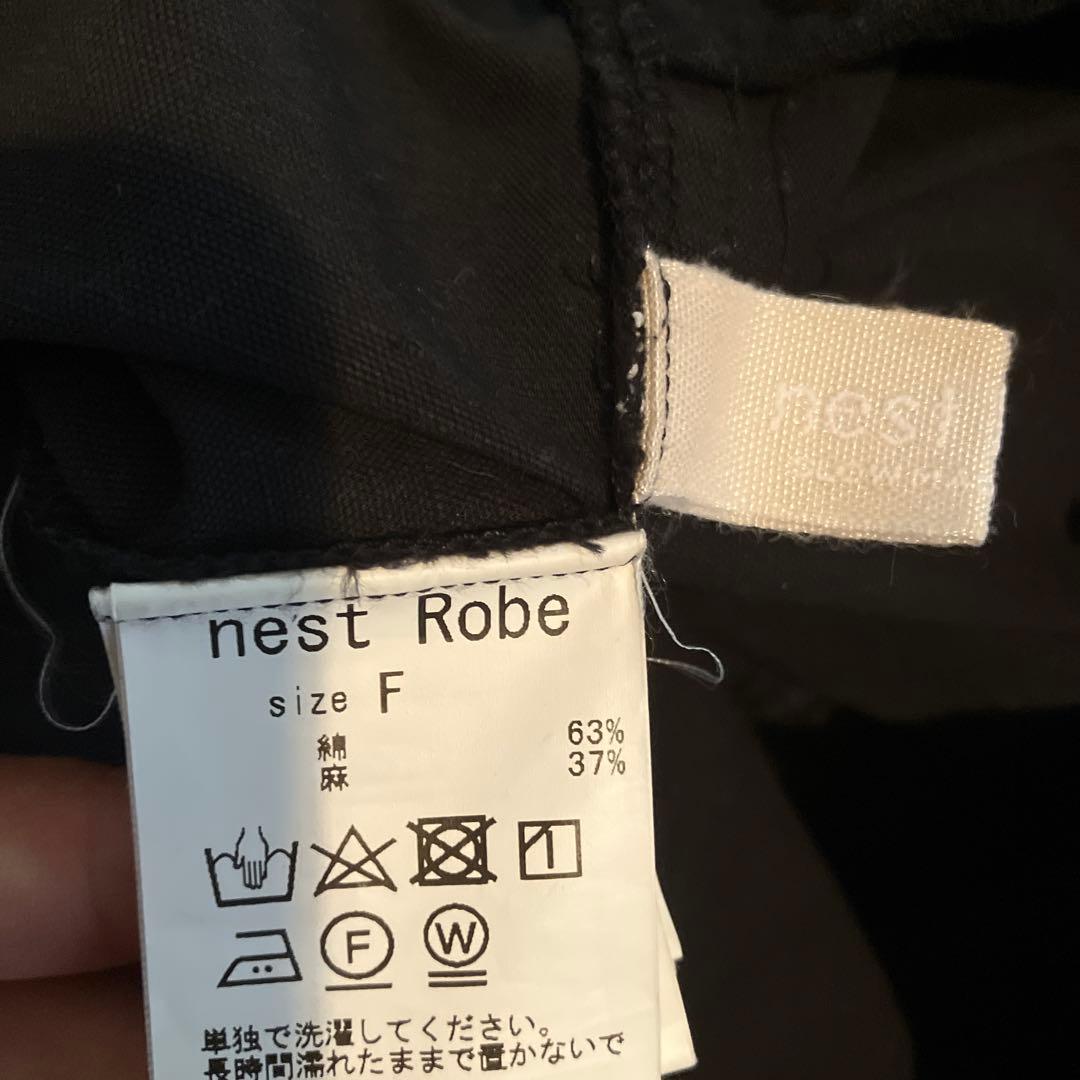 nest
nest Robe
size F
綿 63%
麻 37%
F W
単独で洗濯してください。
長時間濡れたままで置かないで